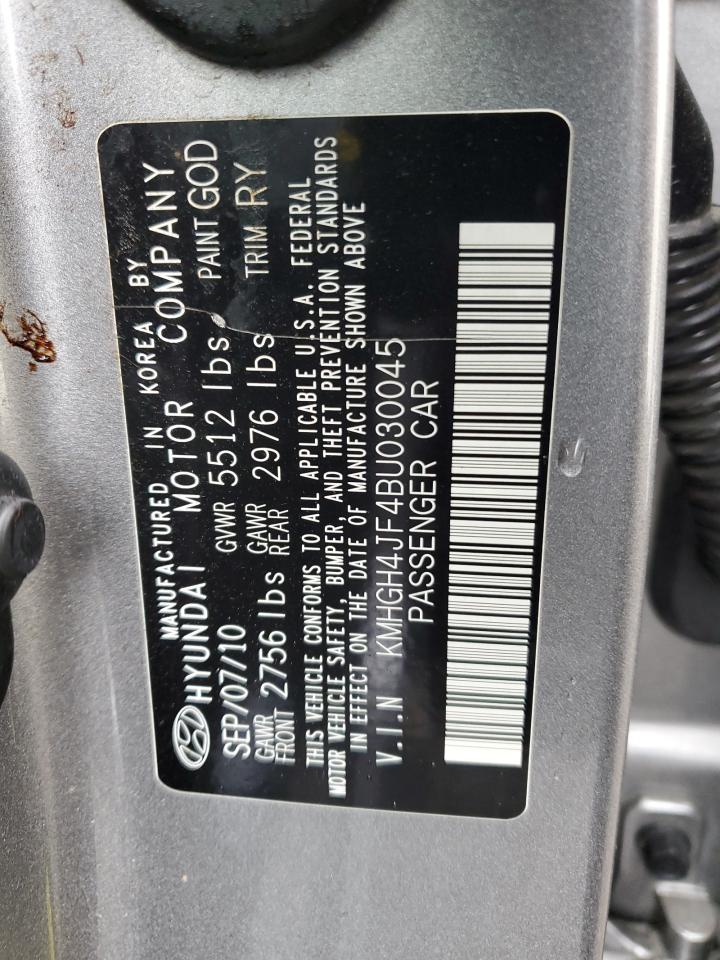 MANUFACTURED IN KOREA BY
HYUNDAI MOTOR COMPANY
SEP/07/10 GVWR 5512 lbs PAINT GOD
GAWR FRONT 2756 lbs GAWR REAR 2976 lbs TRIM RY
THIS VEHICLE CONFORMS TO ALL APPLICABLE U.S.A. FEDERAL
MOTOR VEHICLE SAFETY, BUMPER, AND THEFT PREVENTION STANDARDS
IN EFFECT ON THE DATE OF MANUFACTURE SHOWN ABOVE
V.I.N KMHGH4JF4BU030045
PASSENGER CAR